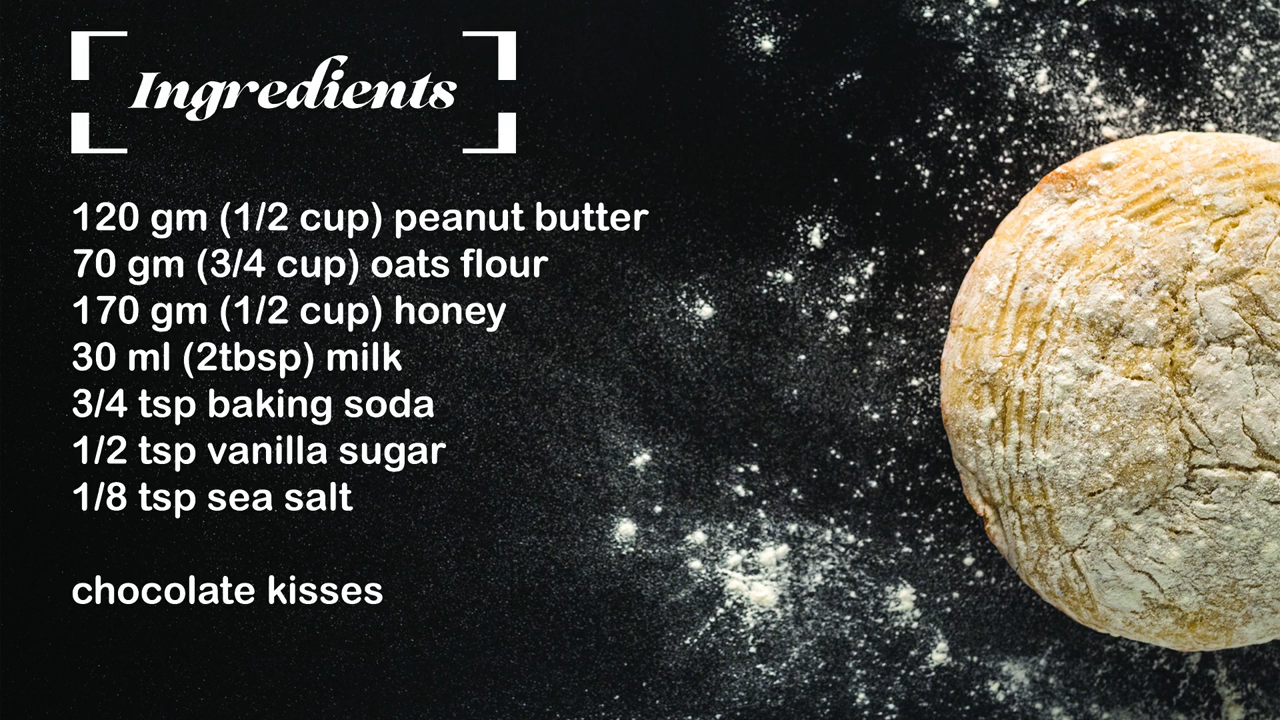 Ingredients
120 gm (1/2 cup) peanut butter
70 gm (3/4 cup) oats flour
170 gm (1/2 cup) honey
30 ml (2tbsp) milk
3/4 tsp baking soda
1/2 tsp vanilla sugar
1/8 tsp sea salt
chocolate kisses